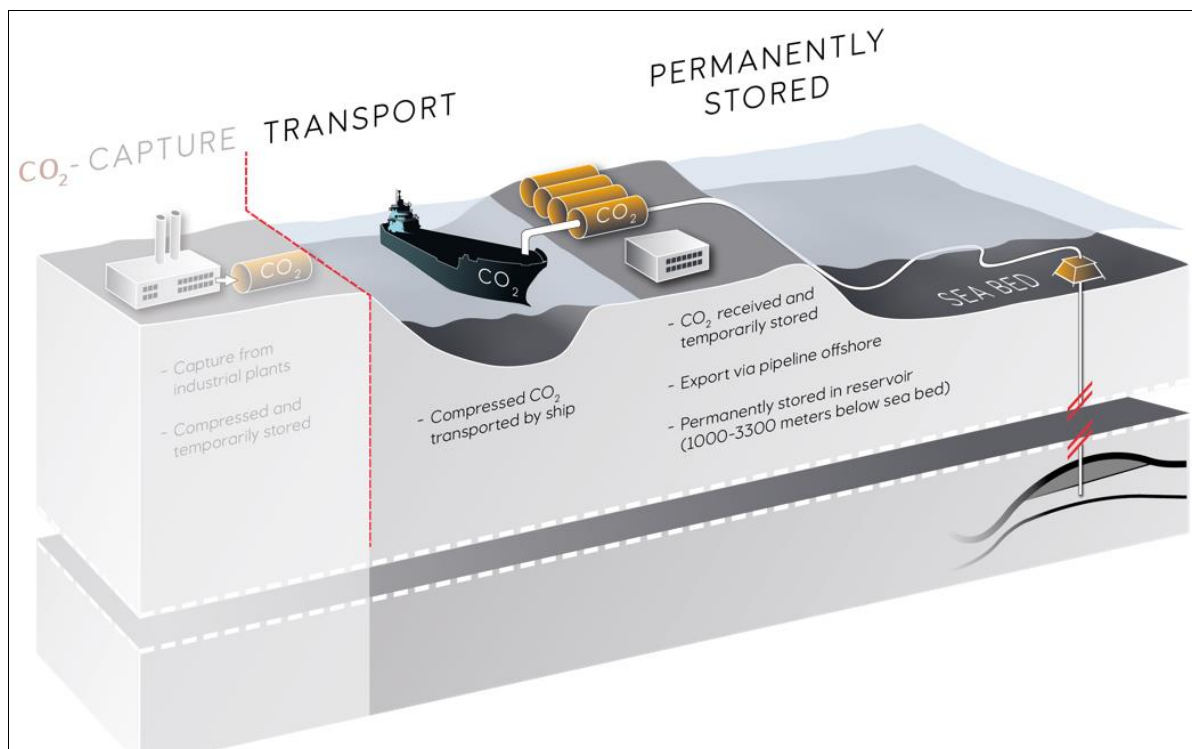 CO₂- CAPTURE
TRANSPORT
PERMANENTLY
STORED
CO₂
CO₂
CO₂
SEA BED
- Capture from
industrial plants
- Compressed and
temporarily stored
- Compressed CO₂
transported by ship
- CO₂ received and
temporarily stored
- Export via pipeline offshore
- Permanently stored in reservoir
(1000-3300 meters below sea bed)